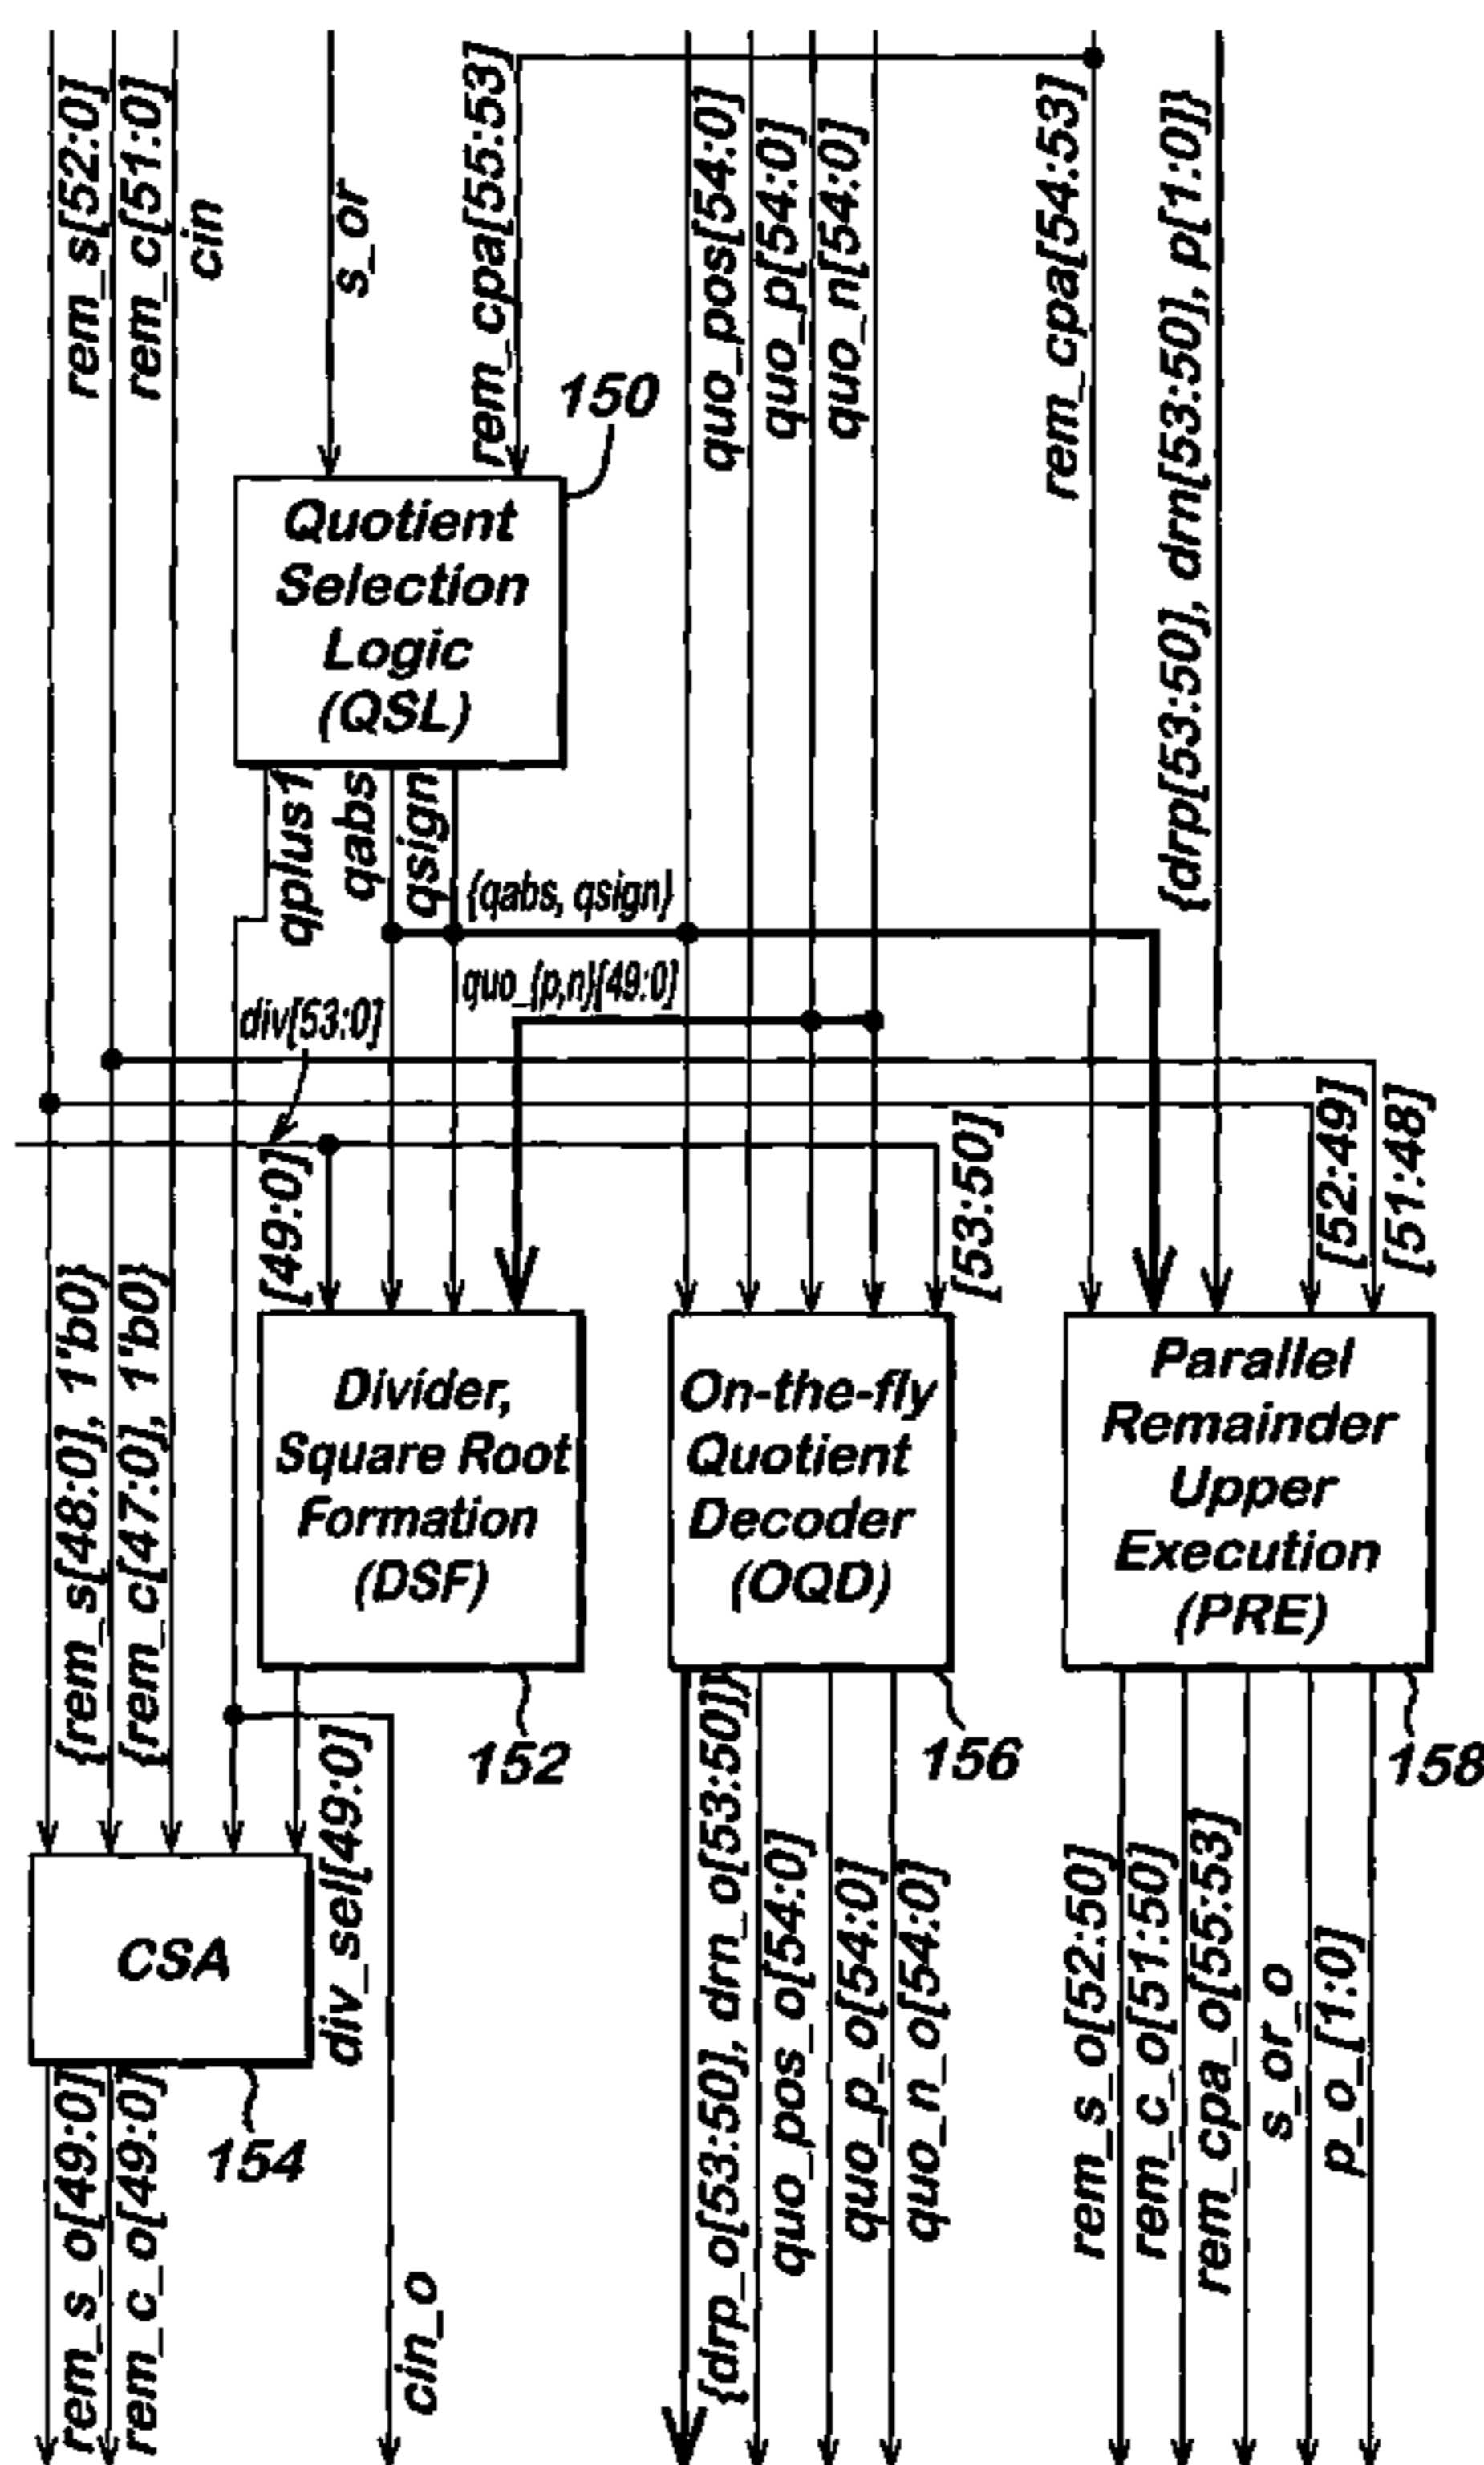 rem_s[52:0]
rem_c[51:0]
cin
s_or
rem_cpa[55:53]
quo_pos[54:0]
quo_p[54:0]
quo_n[54:0]
rem_cpa[54:53]
{drp[53:50], drn[53:50], p[1:0]}
150
Quotient
Selection
Logic
(QSL)
qplus1
qabs
qsign
{qabs, qsign}
quo_{p,n}[49:0]
div[53:0]
[49:0]
[53:50]
[52:49]
[51:48]
{rem_s[48:0], 1'b0}
{rem_c[47:0], 1'b0}
Divider,
Square Root
Formation
(DSF)
On-the-fly
Quotient
Decoder
(OQD)
Parallel
Remainder
Upper
Execution
(PRE)
152
156
158
div_sel[49:0]
CSA
154
rem_s_o[49:0]
rem_c_o[49:0]
cin_o
{drp_o[53:50], drn_o[53:50]}
quo_pos_o[54:0]
quo_p_o[54:0]
quo_n_o[54:0]
rem_s_o[52:50]
rem_c_o[51:50]
rem_cpa_o[55:53]
s_or_o
p_o_[1:0]